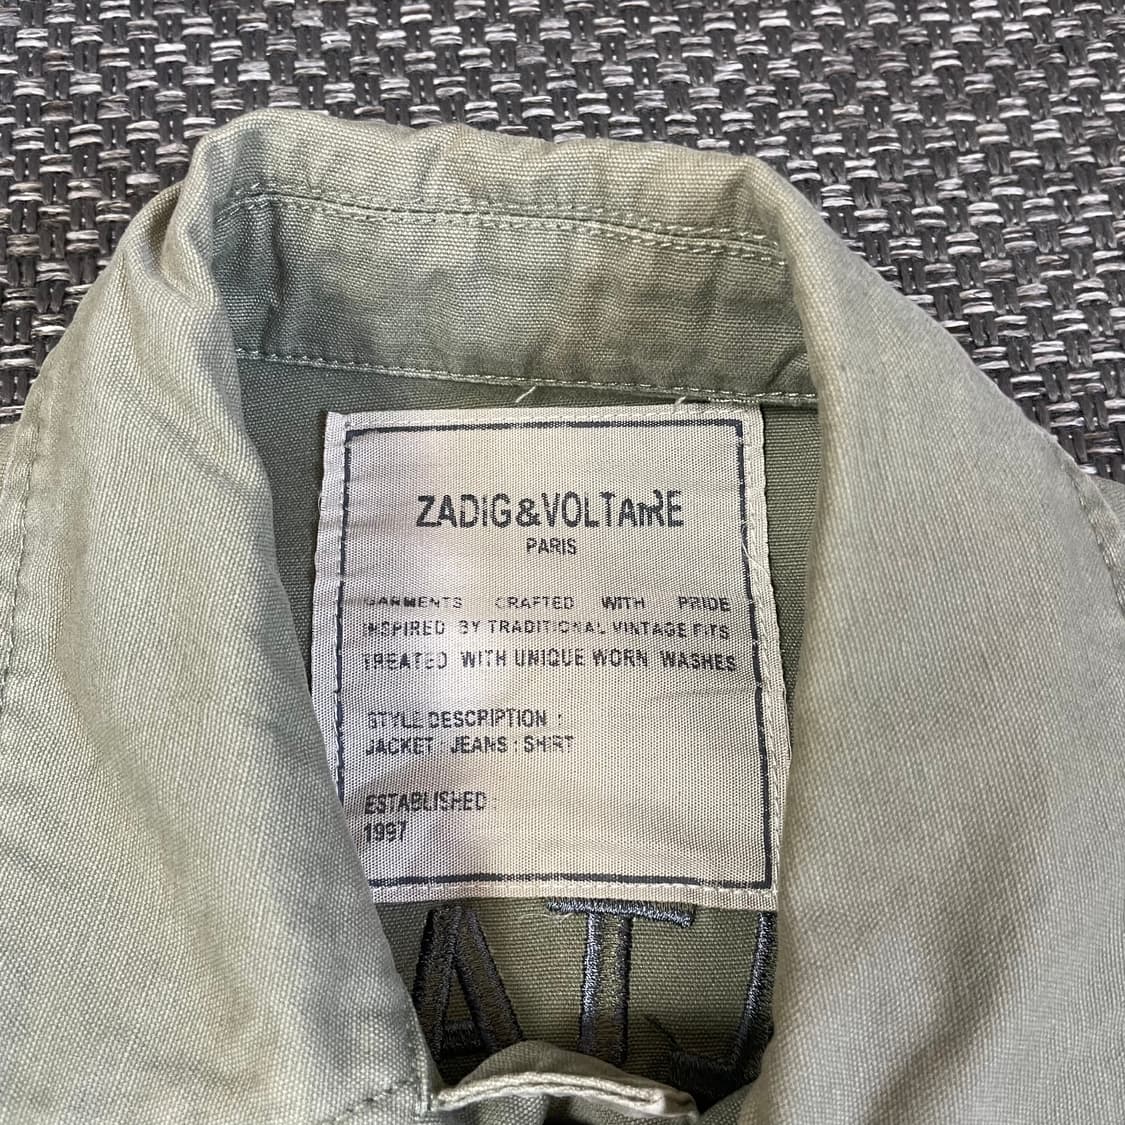 ZADIG&VOLTAIRE
PARIS
GARMENTS CRAFTED WITH PRIDE
INSPIRED BY TRADITIONAL VINTAGE FITS
TREATED WITH UNIQUE WORN WASHES
STYLE DESCRIPTION :
JACKET : JEANS : SHIRT
ESTABLISHED :
1997